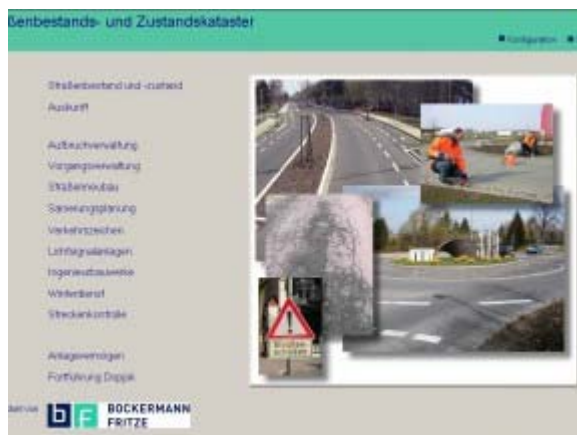 ßenbestands- und Zustandskataster
Konfiguration
Straßenbestand und -zustand
Auskunft
Aufbruchverwaltung
Vorgangsverwaltung
Straßenneubau
Sanierungsplanung
Verkehrszeichen
Lichtsignalanlagen
Ingenieurbauwerke
Winterdienst
Streckenkontrolle
Anlagevermögen
Fortführung Doppik
bf BOCKERMANN
FRITZE